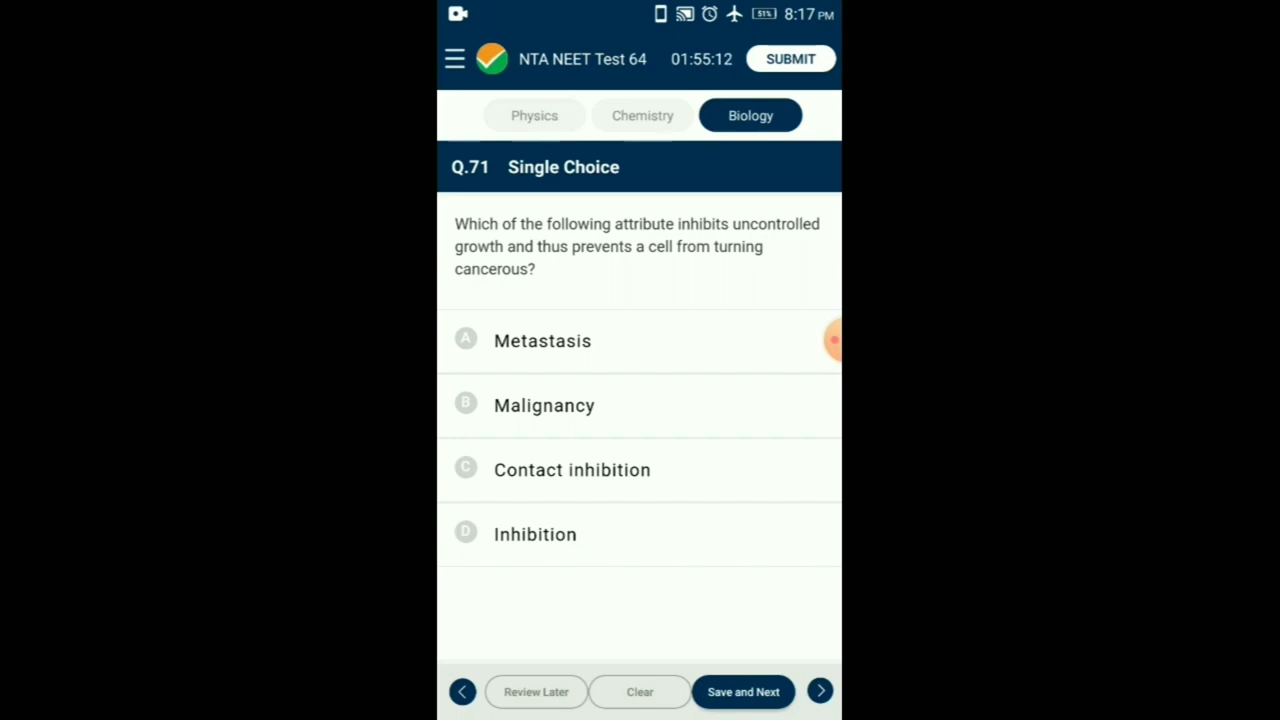 51% 8:17 PM
NTA NEET Test 64 01:55:12 SUBMIT
Physics Chemistry Biology
Q.71 Single Choice
Which of the following attribute inhibits uncontrolled
growth and thus prevents a cell from turning
cancerous?
A Metastasis
B Malignancy
C Contact inhibition
D Inhibition
Review Later Clear Save and Next